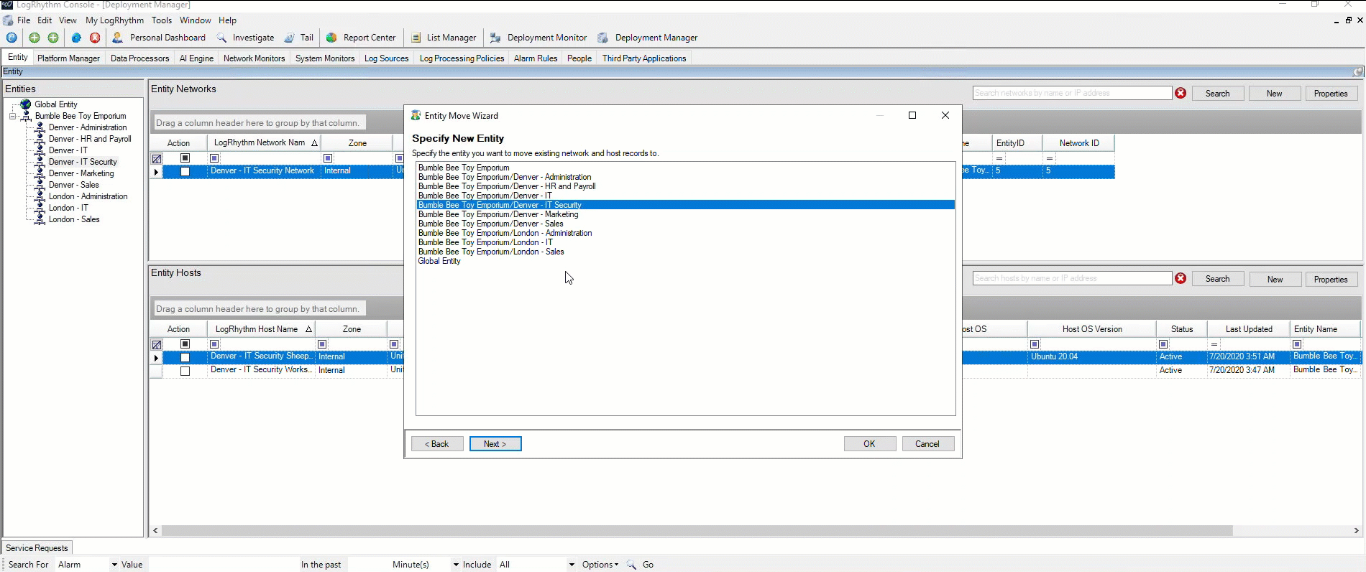 LogRhythm Console - [Deployment Manager]
File Edit View My LogRhythm Tools Window Help
Personal Dashboard Investigate Tail Report Center List Manager Deployment Monitor Deployment Manager
Entity Platform Manager Data Processors AI Engine Network Monitors System Monitors Log Sources Log Processing Policies Alarm Rules People Third Party Applications
Entity
Entities
Global Entity
Bumble Bee Toy Emporium
Denver - Administration
Denver - HR and Payroll
Denver - IT
Denver - IT Security
Denver - Marketing
Denver - Sales
London - Administration
London - IT
London - Sales
Entity Networks
Search networks by name or IP address Search New Properties
Drag a column header here to group by that column.
Action LogRhythm Network Nam Zone EntityID Network ID
= =
Denver - IT Security Network Internal 5 5
Entity Move Wizard
Specify New Entity
Specify the entity you want to move existing network and host records to.
Bumble Bee Toy Emporium
Bumble Bee Toy Emporium/Denver - Administration
Bumble Bee Toy Emporium/Denver - HR and Payroll
Bumble Bee Toy Emporium/Denver - IT
Bumble Bee Toy Emporium/Denver - IT Security
Bumble Bee Toy Emporium/Denver - Marketing
Bumble Bee Toy Emporium/Denver - Sales
Bumble Bee Toy Emporium/London - Administration
Bumble Bee Toy Emporium/London - IT
Bumble Bee Toy Emporium/London - Sales
Global Entity
< Back Next > OK Cancel
Entity Hosts
Search hosts by name or IP address Search New Properties
Drag a column header here to group by that column.
Action LogRhythm Host Name Zone ost OS Host OS Version Status Last Updated Entity Name
=
Denver - IT Security Sheep.. Internal Uni Ubuntu 20.04 Active 7/20/2020 3:51 AM Bumble Bee Toy...
Denver - IT Security Works.. Internal Uni Active 7/20/2020 3:47 AM Bumble Bee Toy...
Service Requests
Search For Alarm Value In the past Minute(s) Include All Options Go